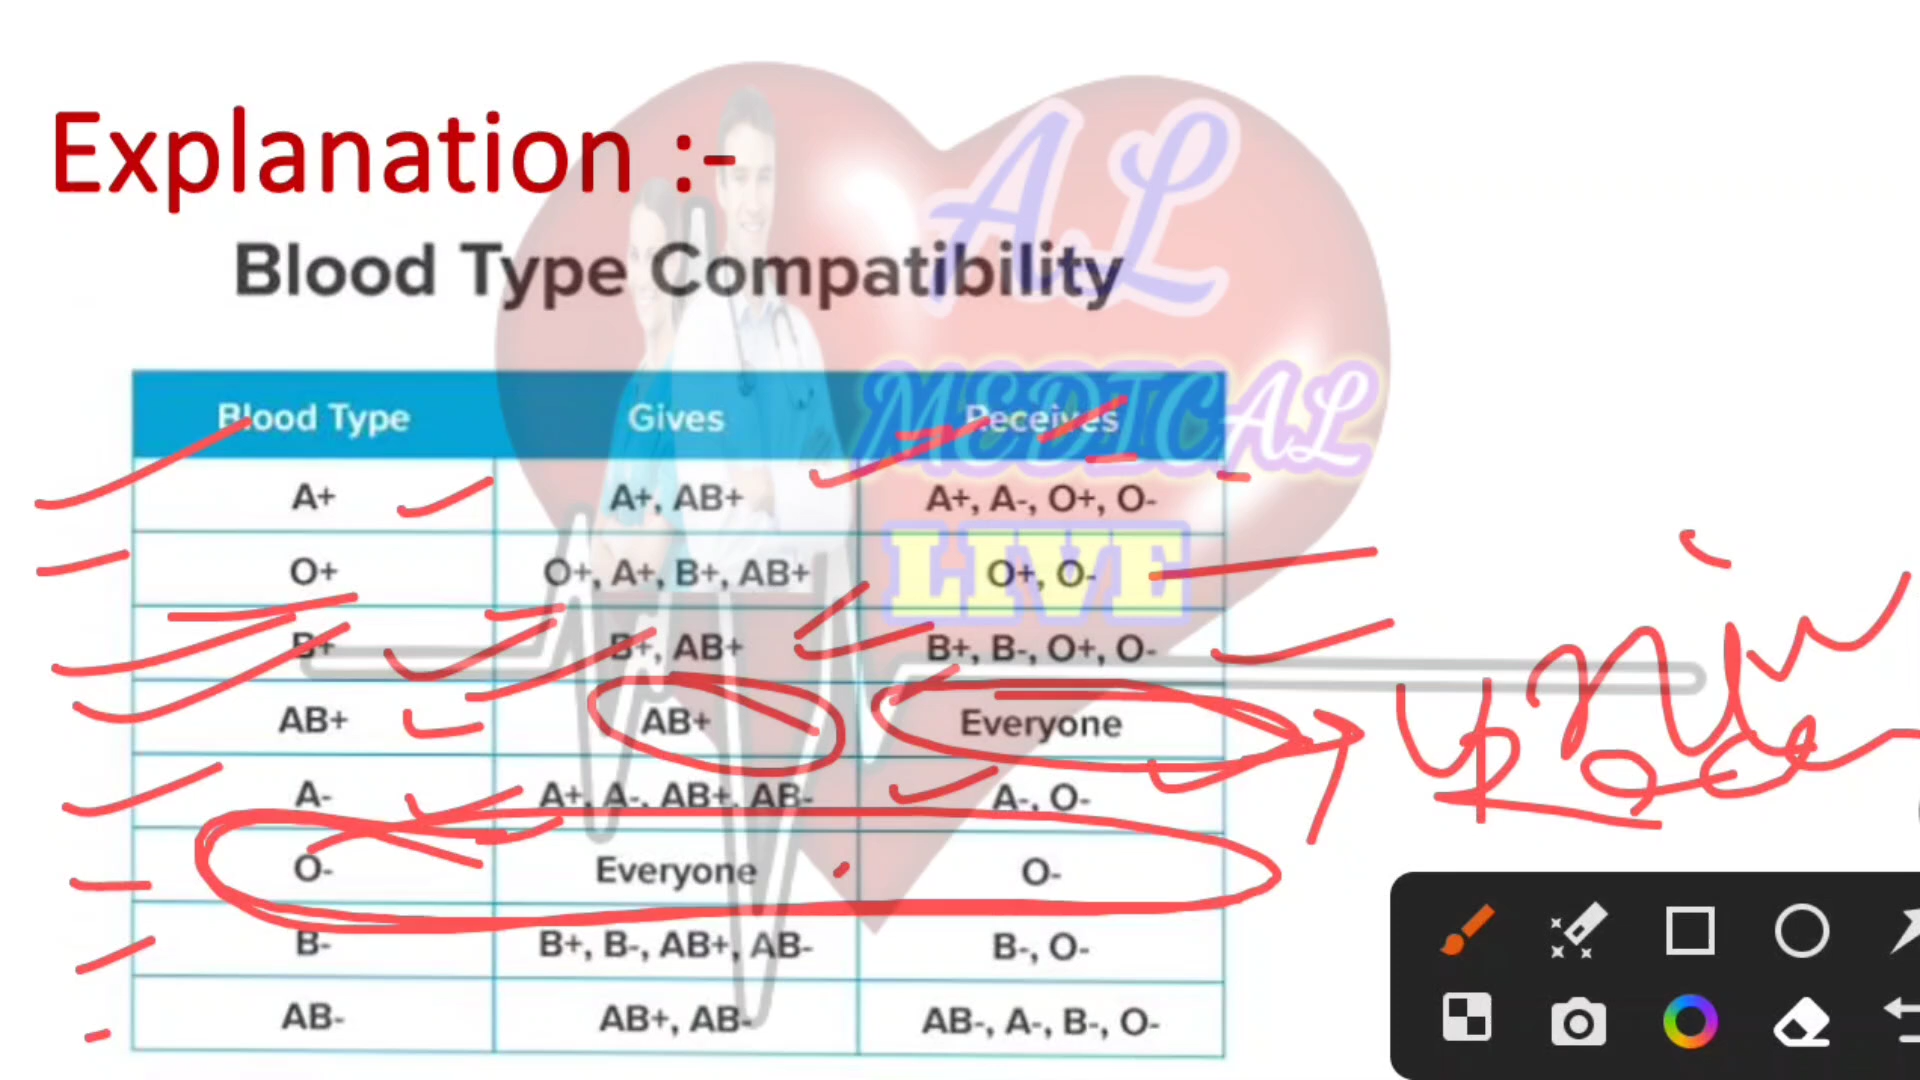 Explanation :-
Blood Type Compatibility
AL
MEDICAL
LIVE
Blood Type Gives Receives
A+ A+, AB+ A+, A-, O+, O-
O+ O+, A+, B+, AB+ O+, O-
B+ B+, AB+ B+, B-, O+, O-
AB+ AB+ Everyone
A- A+, A-, AB+, AB- A-, O-
O- Everyone O-
B- B+, B-, AB+, AB- B-, O-
AB- AB+, AB- AB-, A-, B-, O-